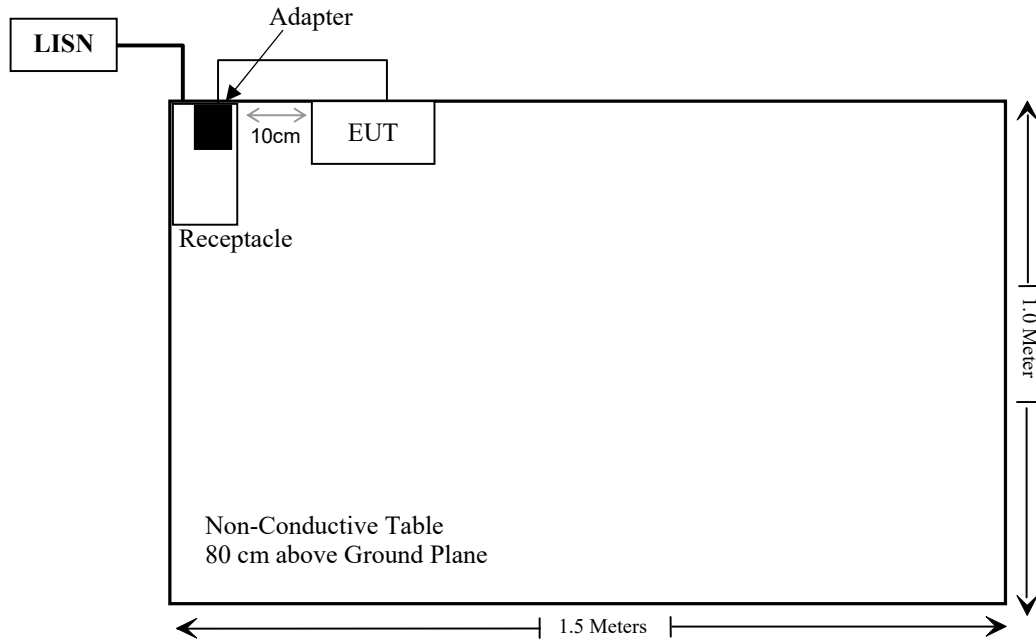 Adapter
LISN
10cm
EUT
Receptacle
1.0 Meter
Non-Conductive Table
80 cm above Ground Plane
1.5 Meters